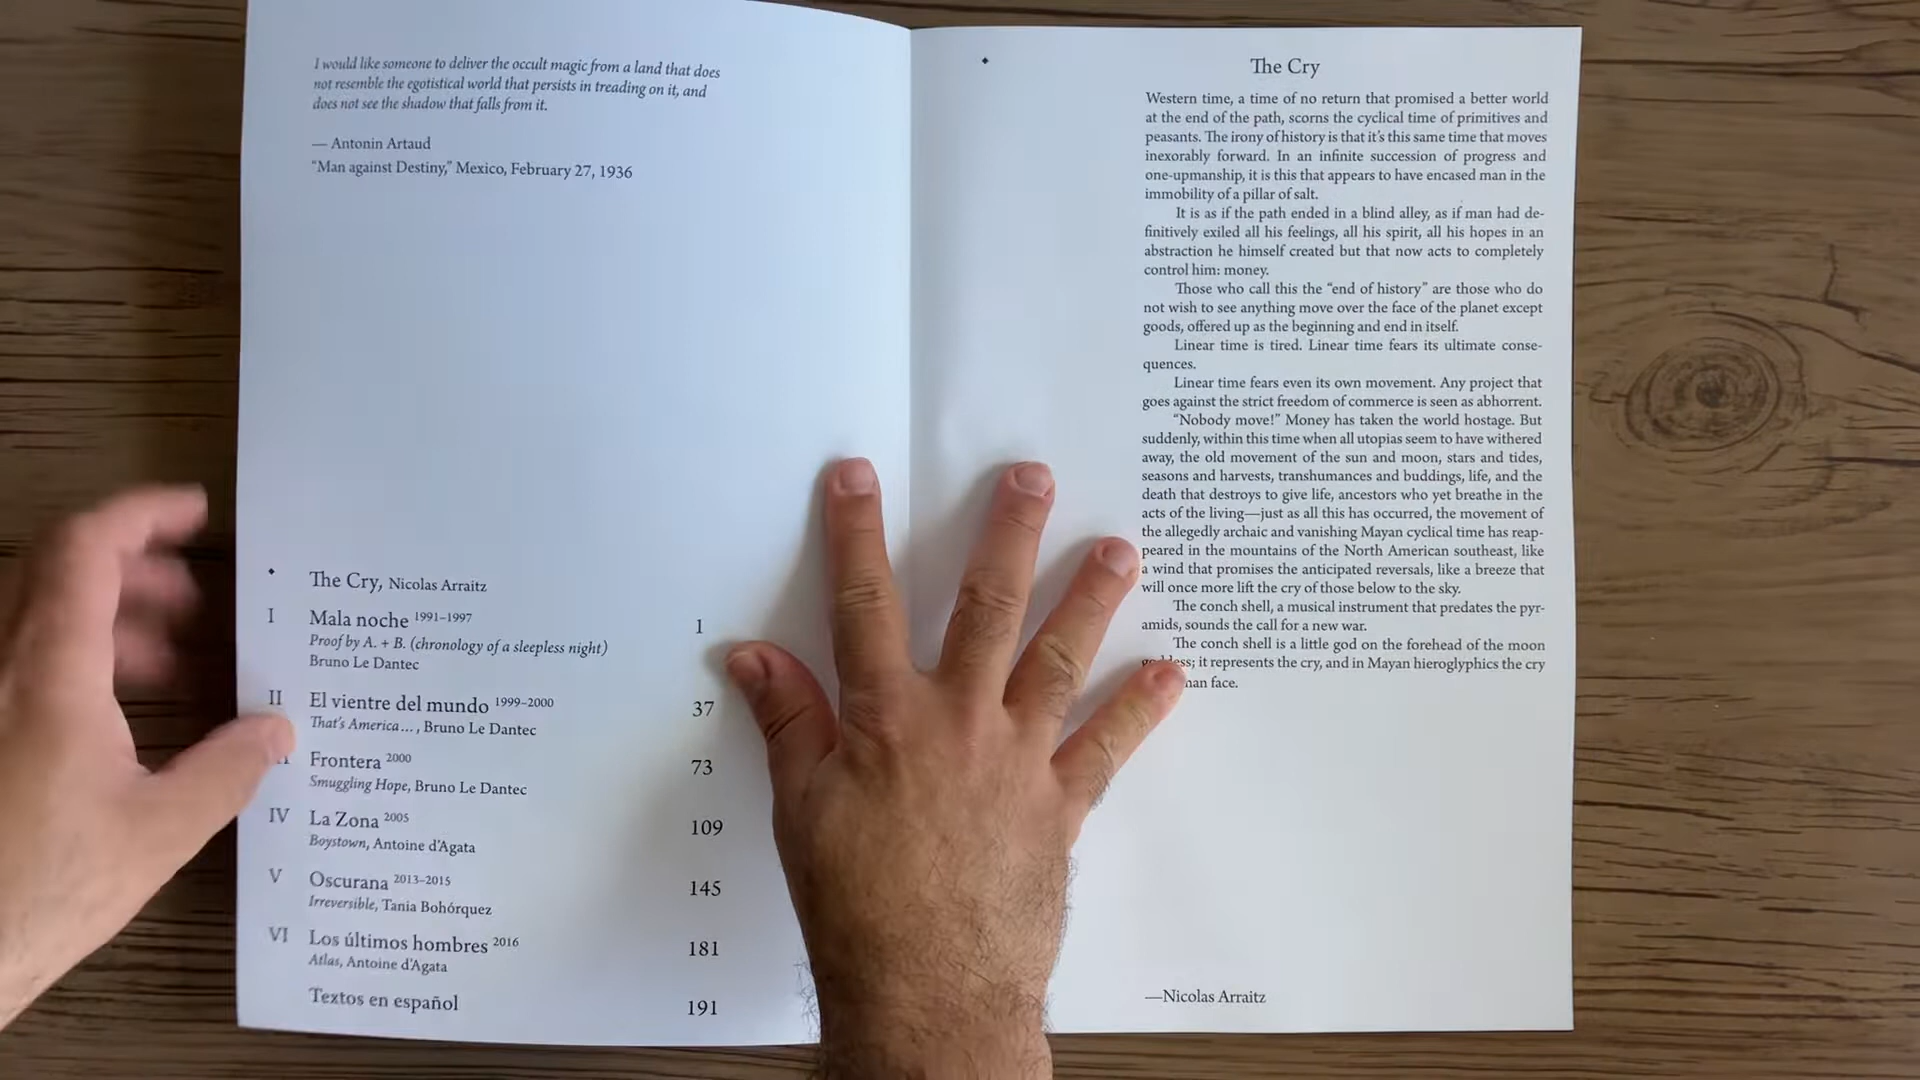 I would like someone to deliver the occult magic from a land that does
not resemble the egotistical world that persists in treading on it, and
does not see the shadow that falls from it.
— Antonin Artaud
“Man against Destiny,” Mexico, February 27, 1936
The Cry, Nicolas Arraitz
I Mala noche 1991–1997 1
Proof by A. + B. (chronology of a sleepless night)
Bruno Le Dantec
II El vientre del mundo 1999–2000 37
That’s America… , Bruno Le Dantec
Frontera 2000 73
Smuggling Hope, Bruno Le Dantec
IV La Zona 2005 109
Boystown, Antoine d’Agata
V Oscurana 2013–2015 145
Irreversible, Tania Bohórquez
VI Los últimos hombres 2016 181
Atlas, Antoine d’Agata
Textos en español 191
The Cry
Western time, a time of no return that promised a better world
at the end of the path, scorns the cyclical time of primitives and
peasants. The irony of history is that it’s this same time that moves
inexorably forward. In an infinite succession of progress and
one-upmanship, it is this that appears to have encased man in the
immobility of a pillar of salt.
It is as if the path ended in a blind alley, as if man had de-
finitively exiled all his feelings, all his spirit, all his hopes in an
abstraction he himself created but that now acts to completely
control him: money.
Those who call this the “end of history” are those who do
not wish to see anything move over the face of the planet except
goods, offered up as the beginning and end in itself.
Linear time is tired. Linear time fears its ultimate conse-
quences.
Linear time fears even its own movement. Any project that
goes against the strict freedom of commerce is seen as abhorrent.
“Nobody move!” Money has taken the world hostage. But
suddenly, within this time when all utopias seem to have withered
away, the old movement of the sun and moon, stars and tides,
seasons and harvests, transhumances and buddings, life, and the
death that destroys to give life, ancestors who yet breathe in the
acts of the living—just as all this has occurred, the movement of
the allegedly archaic and vanishing Mayan cyclical time has reap-
peared in the mountains of the North American southeast, like
a wind that promises the anticipated reversals, like a breeze that
will once more lift the cry of those below to the sky.
The conch shell, a musical instrument that predates the pyr-
amids, sounds the call for a new war.
The conch shell is a little god on the forehead of the moon
it represents the cry, and in Mayan hieroglyphics the cry
face.
—Nicolas Arraitz